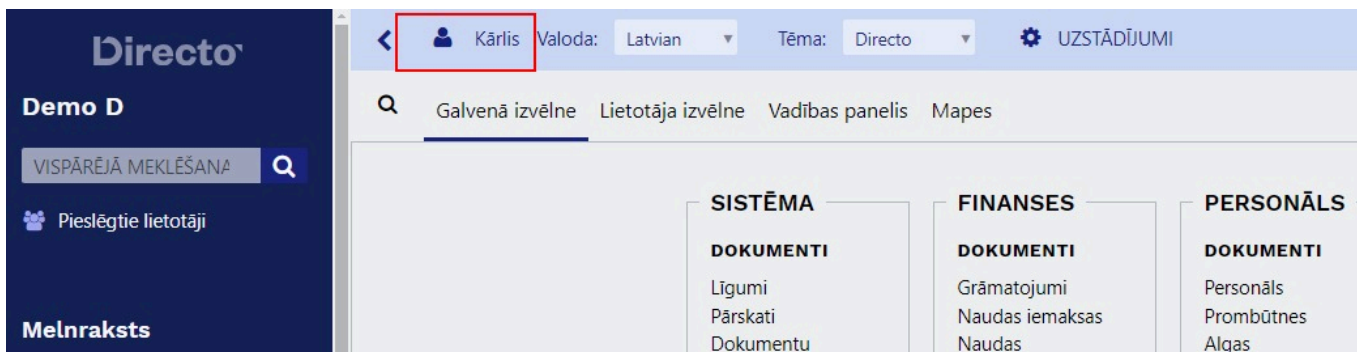 Directo
Demo D
VISPĀRĒJĀ MEKLĒŠANA
Pieslēgtie lietotāji
Melnraksts
Kārlis Valoda: Latvian Tēma: Directo UZSTĀDĪJUMI
Galvenā izvēlne Lietotāja izvēlne Vadības panelis Mapes
SISTĒMA
DOKUMENTI
Līgumi
Pārskati
Dokumentu
FINANSES
DOKUMENTI
Grāmatojumi
Naudas iemaksas
Naudas
PERSONĀLS
DOKUMENTI
Personāls
Prombūtnes
Algas